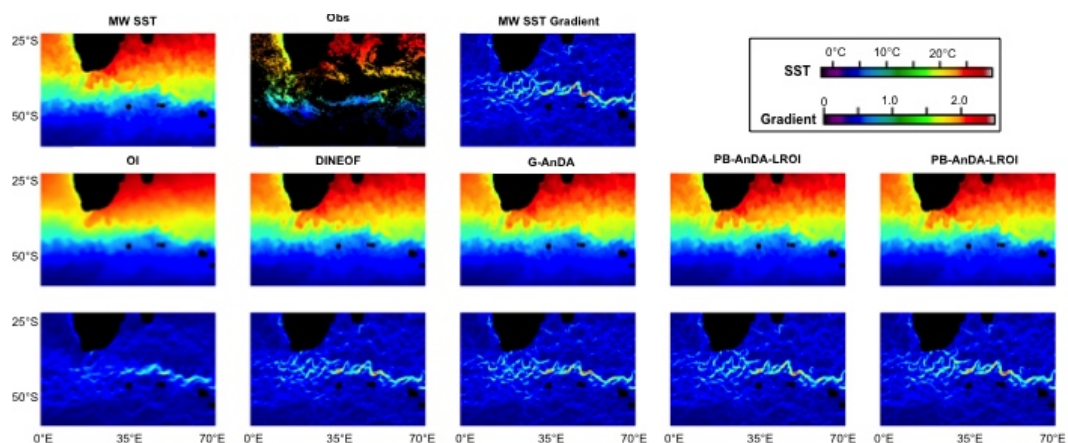 MW SST Obs MW SST Gradient
25°S
50°S
0°C 10°C 20°C
SST
0 1.0 2.0
Gradient
OI DINEOF G-AnDA PB-AnDA-LROI PB-AnDA-LROI
50°S
25°S
50°S
0°E 35°E 70°E 0°E 35°E 70°E 0°E 35°E 70°E 0°E 35°E 70°E 0°E 35°E 70°E